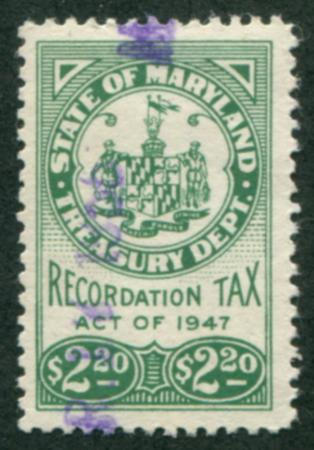 STATE OF MARYLAND
TREASURY DEPT.
RECORDATION TAX
ACT OF 1947
$2.20 $2.20